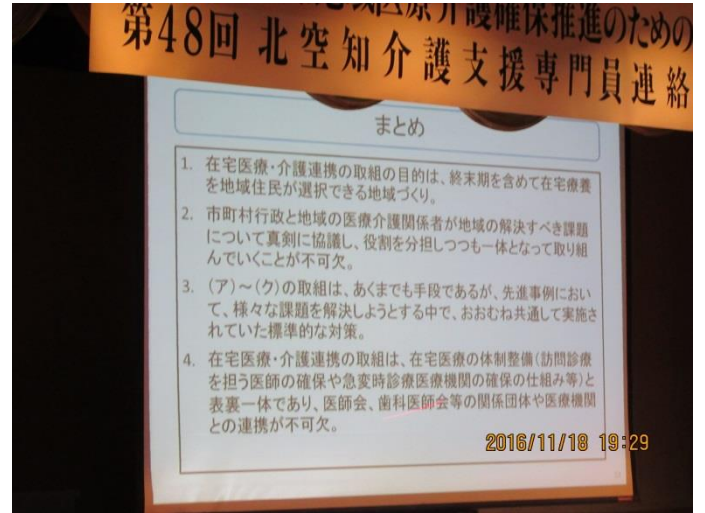 域医療介護確保推進のための
第48回 北空知介護支援専門員連絡
まとめ
1. 在宅医療・介護連携の取組の目的は、終末期を含めて在宅療養
を地域住民が選択できる地域づくり。
2. 市町村行政と地域の医療介護関係者が地域の解決すべき課題
について真剣に協議し、役割を分担しつつも一体となって取り組
んでいくことが不可欠。
3. (ア)~(ク)の取組は、あくまでも手段であるが、先進事例におい
て、様々な課題を解決しようとする中で、おおむね共通して実施さ
れていた標準的な対策。
4. 在宅医療・介護連携の取組は、在宅医療の体制整備(訪問診療
を担う医師の確保や急変時診療医療機関の確保の仕組み等)と
表裏一体であり、医師会、歯科医師会等の関係団体や医療機関
との連携が不可欠。
2016/11/18 19:29